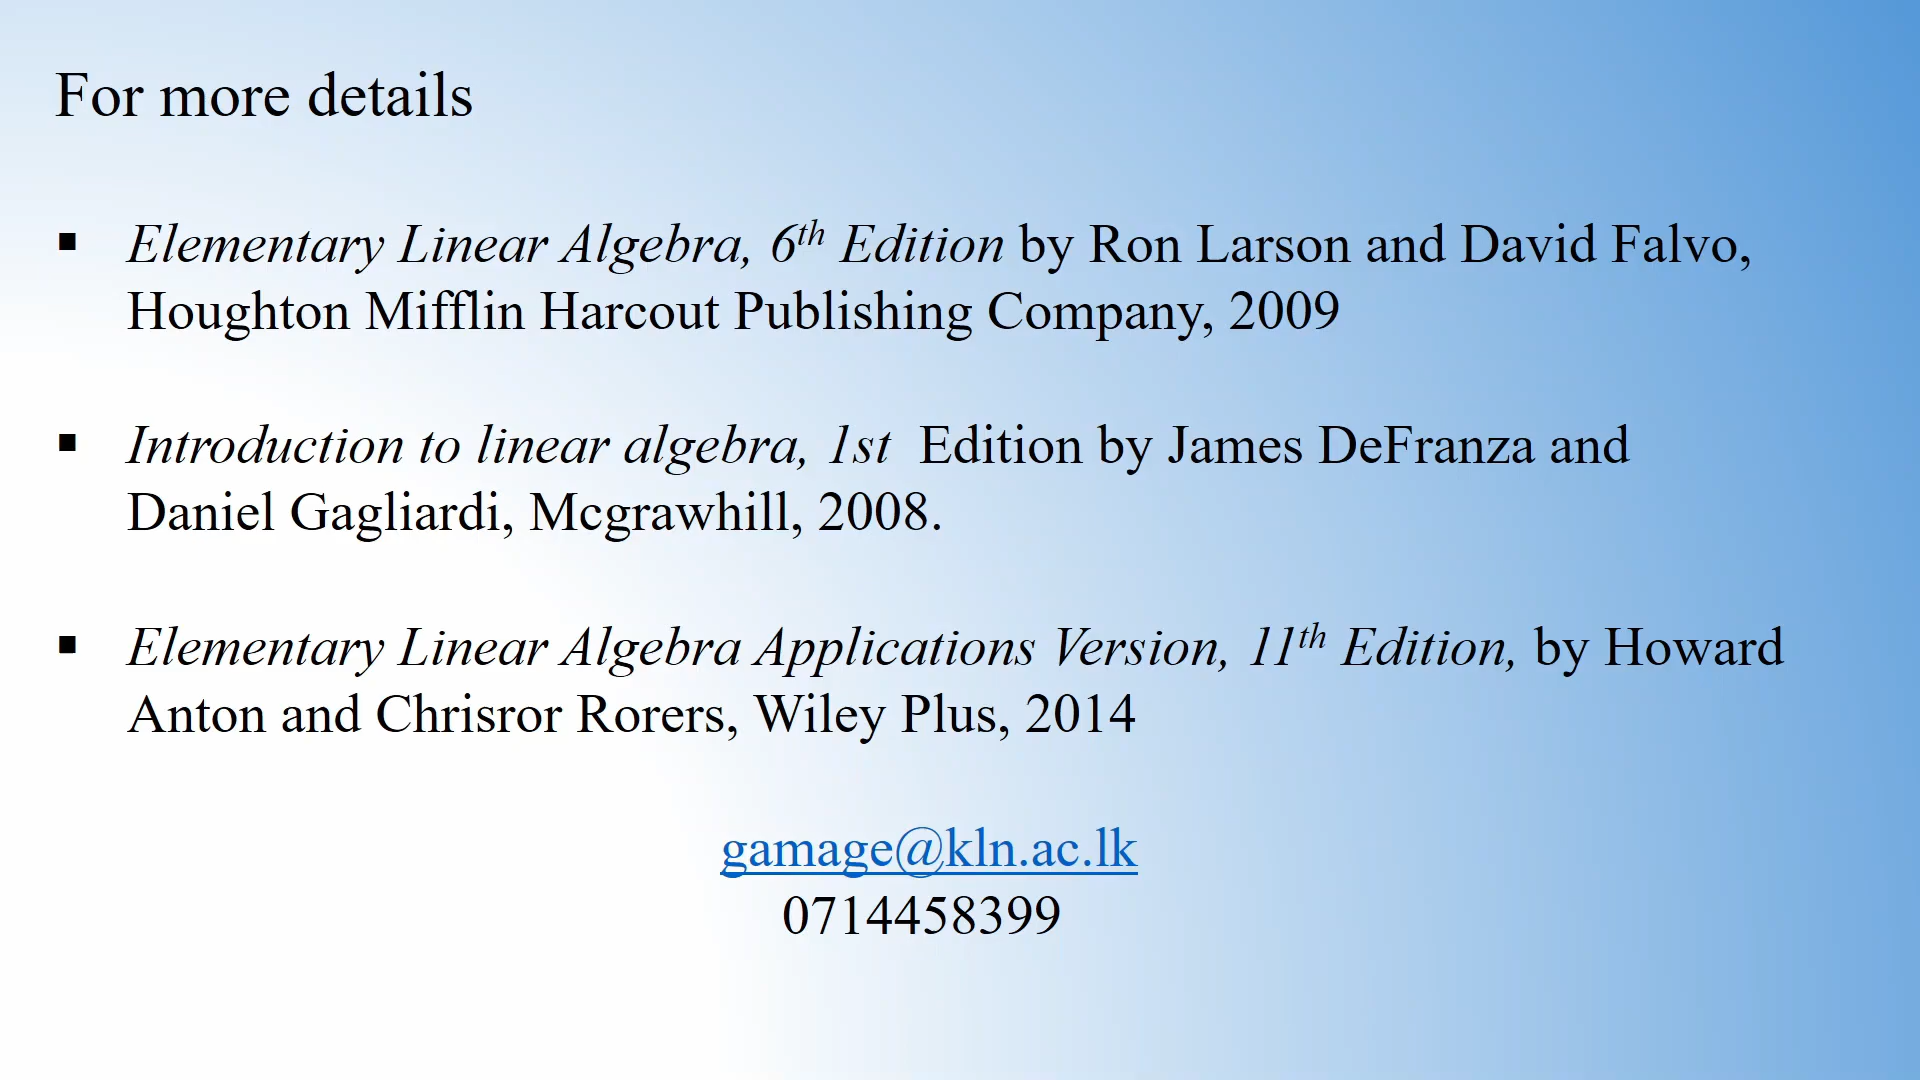 For more details
▪ Elementary Linear Algebra, 6th Edition by Ron Larson and David Falvo,
Houghton Mifflin Harcout Publishing Company, 2009
▪ Introduction to linear algebra, 1st Edition by James DeFranza and
Daniel Gagliardi, Mcgrawhill, 2008.
▪ Elementary Linear Algebra Applications Version, 11th Edition, by Howard
Anton and Chrisror Rorers, Wiley Plus, 2014
gamage@kln.ac.lk
0714458399